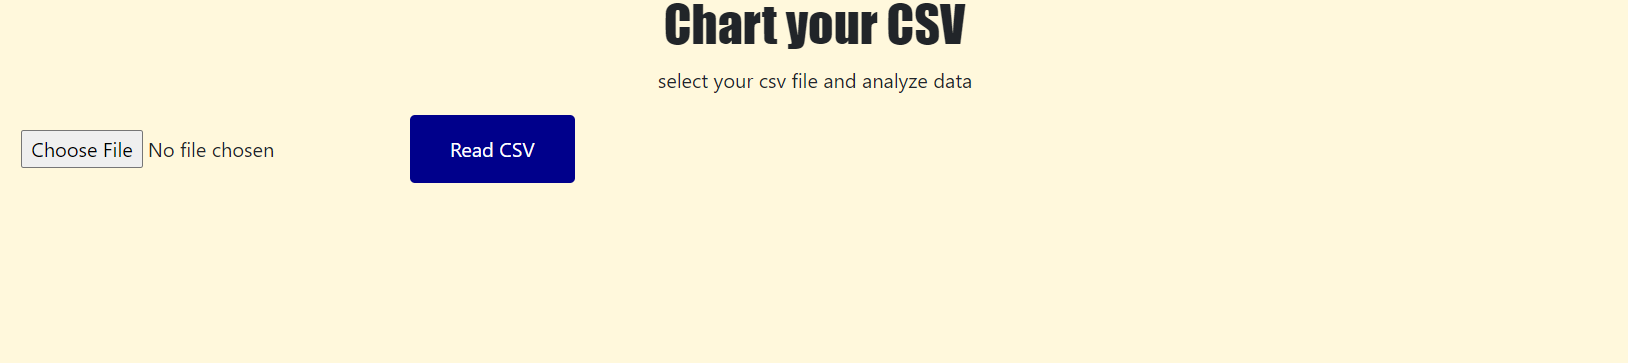 Chart your CSV
select your csv file and analyze data
Choose File No file chosen Read CSV